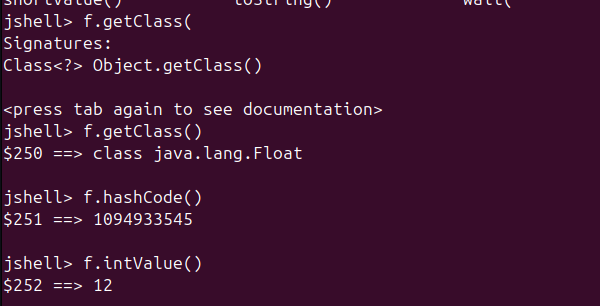 shortValue() toString() wait(
jshell> f.getClass(
Signatures:
Class<?> Object.getClass()
<press tab again to see documentation>
jshell> f.getClass()
$250 ==> class java.lang.Float
jshell> f.hashCode()
$251 ==> 1094933545
jshell> f.intValue()
$252 ==> 12